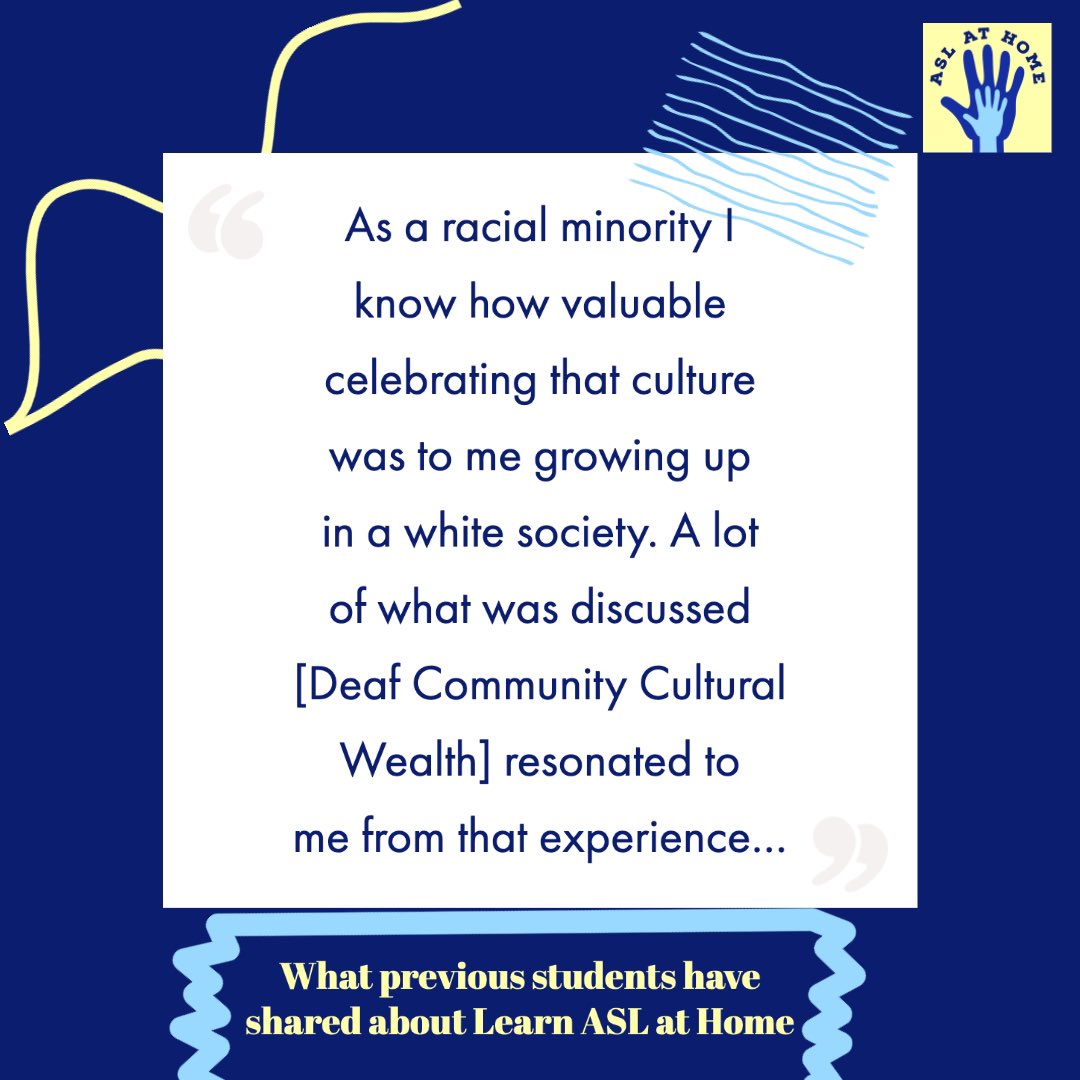 ASL AT HOME
“
As a racial minority I
know how valuable
celebrating that culture
was to me growing up
in a white society. A lot
of what was discussed
[Deaf Community Cultural
Wealth] resonated to
me from that experience...
”
What previous students have
shared about Learn ASL at Home